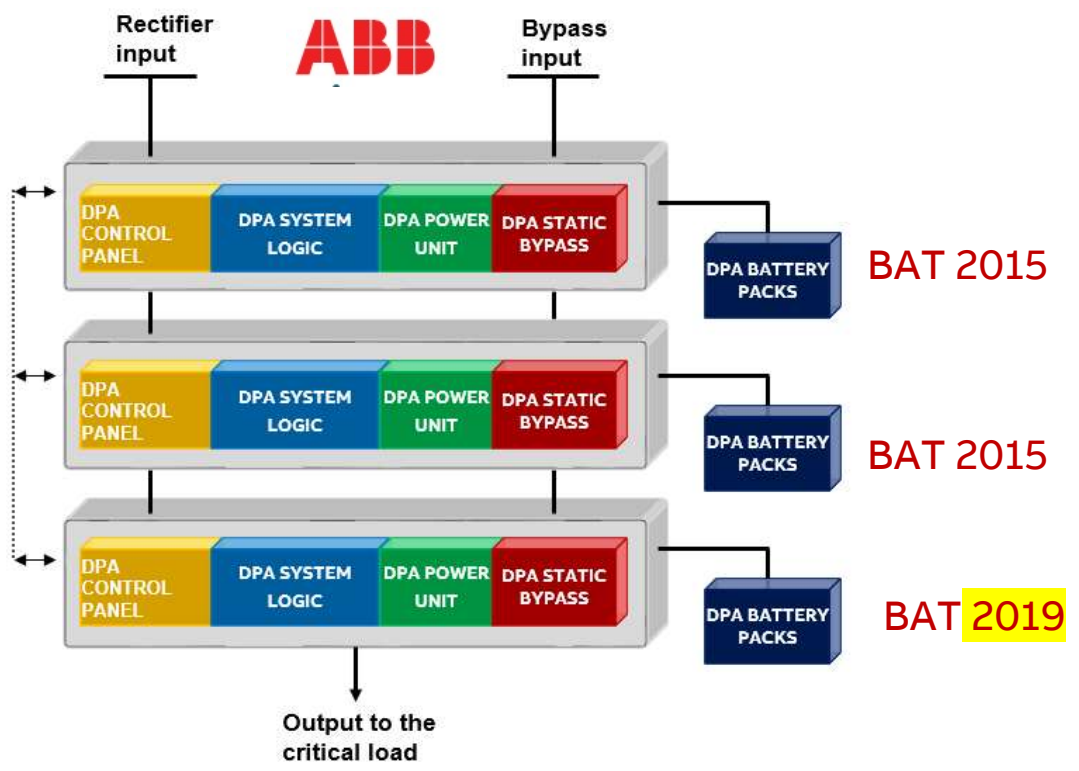 Rectifier
input
ABB
Bypass
input
DPA
CONTROL
PANEL
DPA SYSTEM
LOGIC
DPA POWER
UNIT
DPA STATIC
BYPASS
DPA BATTERY
PACKS
BAT 2015
DPA
CONTROL
PANEL
DPA SYSTEM
LOGIC
DPA POWER
UNIT
DPA STATIC
BYPASS
DPA BATTERY
PACKS
BAT 2015
DPA
CONTROL
PANEL
DPA SYSTEM
LOGIC
DPA POWER
UNIT
DPA STATIC
BYPASS
DPA BATTERY
PACKS
BAT 2019
Output to the
critical load